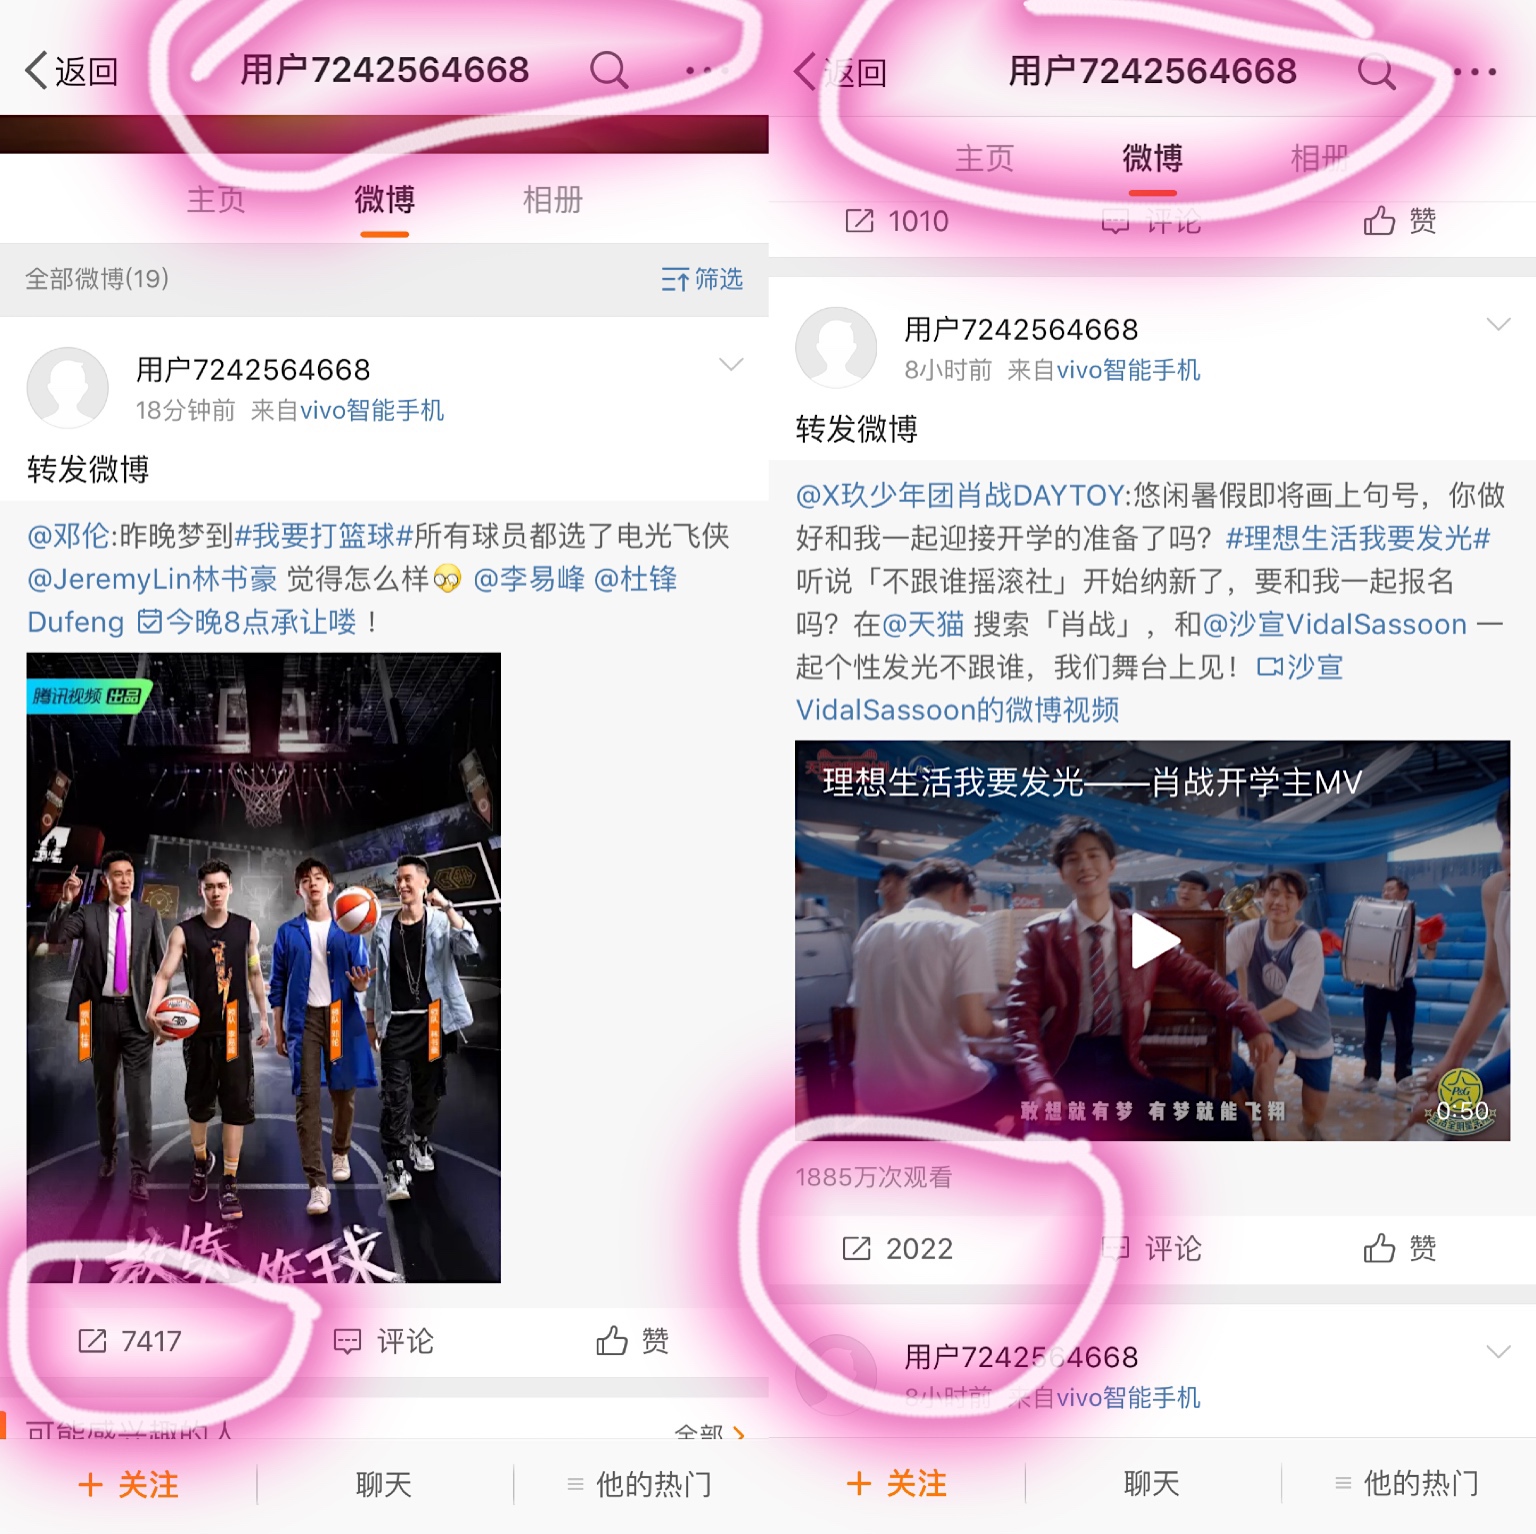 返回
用户7242564668
主页
微博
相册
全部微博(19)
筛选
用户7242564668
18分钟前 来自vivo智能手机
转发微博
@邓伦:昨晚梦到#我要打篮球#所有球员都选了电光飞侠
@JeremyLin林书豪 觉得怎么样 @李易峰 @杜锋
Dufeng 今晚8点承让喽 ！
腾讯视频 出品
7417
评论
赞
可能感兴趣的人
全部
+ 关注
聊天
他的热门
返回
用户7242564668
主页
微博
相册
1010
评论
赞
用户7242564668
8小时前 来自vivo智能手机
转发微博
@X玖少年团肖战DAYTOY:悠闲暑假即将画上句号，你做
好和我一起迎接开学的准备了吗？#理想生活我要发光#
听说「不跟谁摇滚社」开始纳新了，要和我一起报名
吗？在@天猫 搜索「肖战」，和@沙宣VidalSassoon 一
起个性发光不跟谁，我们舞台上见！沙宣
VidalSassoon的微博视频
理想生活我要发光——肖战开学主MV
敢想就有梦 有梦就能飞翔
P&G
0:50
1885万次观看
2022
评论
赞
用户7242564668
8小时前 来自vivo智能手机
+ 关注
聊天
他的热门